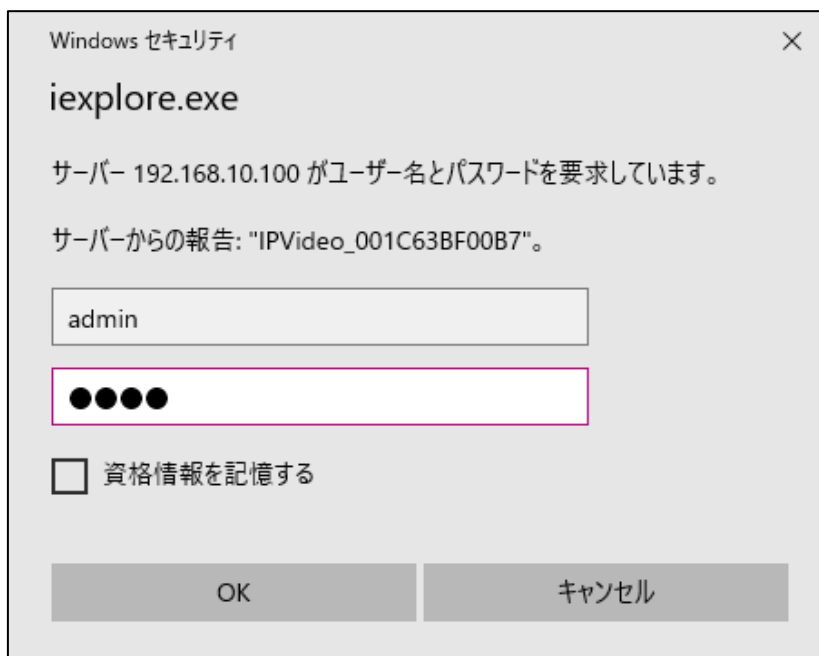 Windows セキュリティ
iexplore.exe
サーバー 192.168.10.100 がユーザー名とパスワードを要求しています。
サーバーからの報告: "IPVideo_001C63BF00B7"。
admin
●●●●
資格情報を記憶する
OK
キャンセル